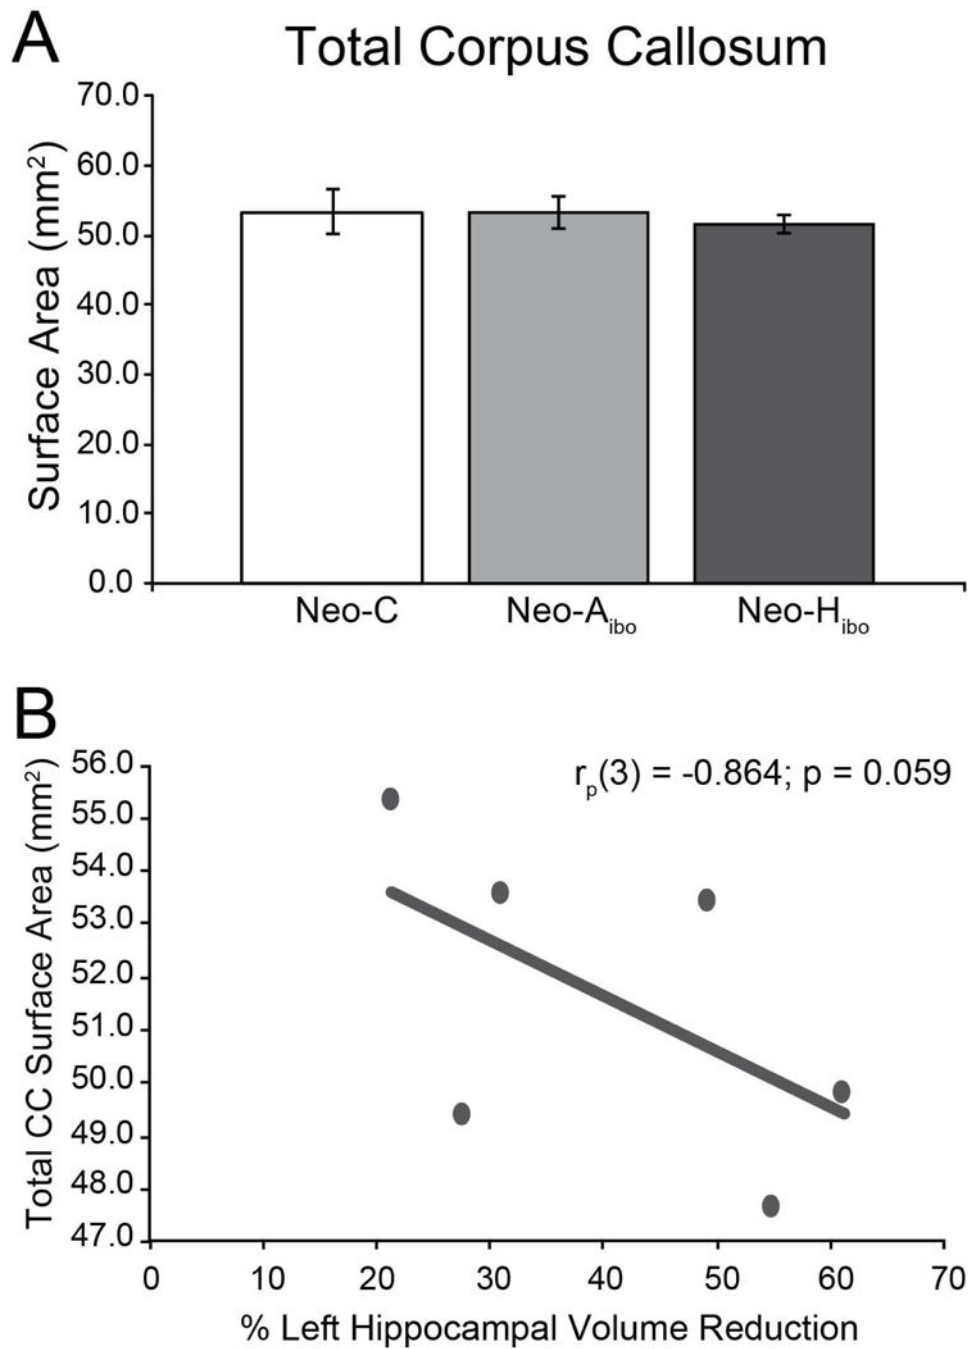 A
Total Corpus Callosum
Surface Area (mm²)
70.0
60.0
50.0
40.0
30.0
20.0
10.0
0.0
Neo-C
Neo-Aibo
Neo-Hibo
B
rp(3) = -0.864; p = 0.059
Total CC Surface Area (mm²)
56.0
55.0
54.0
53.0
52.0
51.0
50.0
49.0
48.0
47.0
0 10 20 30 40 50 60 70
% Left Hippocampal Volume Reduction